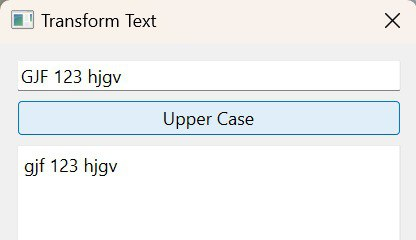 Transform Text
GJF 123 hjgv
Upper Case
gjf 123 hjgv